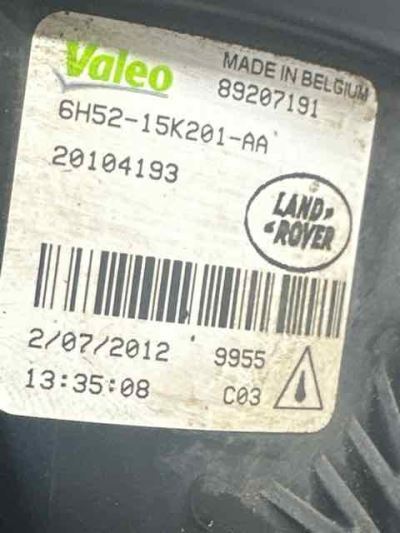 Valeo
MADE IN BELGIUM
89207191
6H52-15K201-AA
20104193
LAND-
-ROVER
2/07/2012 9955
13:35:08 C03